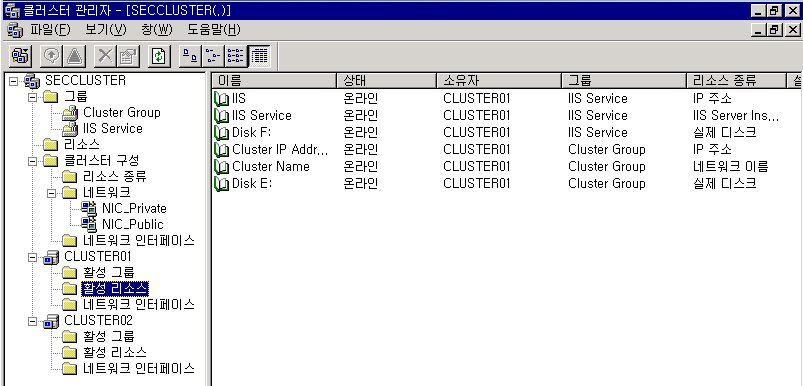 클러스터 관리자 - [SECCLUSTER(.)]
파일(F) 보기(V) 창(W) 도움말(H)
SECCLUSTER
그룹
Cluster Group
IIS Service
리소스
클러스터 구성
리소스 종류
네트워크
NIC_Private
NIC_Public
네트워크 인터페이스
CLUSTER01
활성 그룹
활성 리소스
네트워크 인터페이스
CLUSTER02
활성 그룹
활성 리소스
네트워크 인터페이스
이름 상태 소유자 그룹 리소스 종류
IIS 온라인 CLUSTER01 IIS Service IP 주소
IIS Service 온라인 CLUSTER01 IIS Service IIS Server Ins...
Disk F: 온라인 CLUSTER01 IIS Service 실제 디스크
Cluster IP Addr... 온라인 CLUSTER01 Cluster Group IP 주소
Cluster Name 온라인 CLUSTER01 Cluster Group 네트워크 이름
Disk E: 온라인 CLUSTER01 Cluster Group 실제 디스크